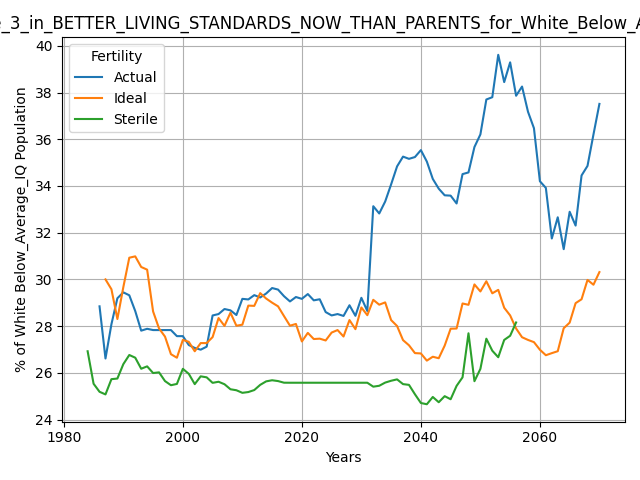 _3_in_BETTER_LIVING_STANDARDS_NOW_THAN_PARENTS_for_White_Below_A
Fertility
Actual
Ideal
Sterile
% of White Below_Average_IQ Population
40
38
36
34
32
30
28
26
24
1980
2000
2020
2040
2060
Years